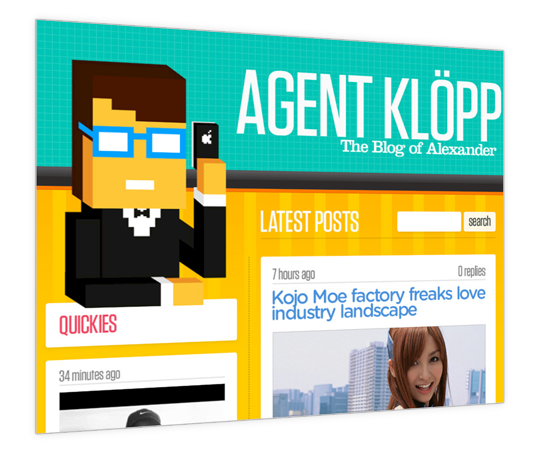 AGENT KLÖPP
The Blog of Alexander
LATEST POSTS
search
7 hours ago
0 replies
Kojo Moe factory freaks love
industry landscape
QUICKIES
34 minutes ago